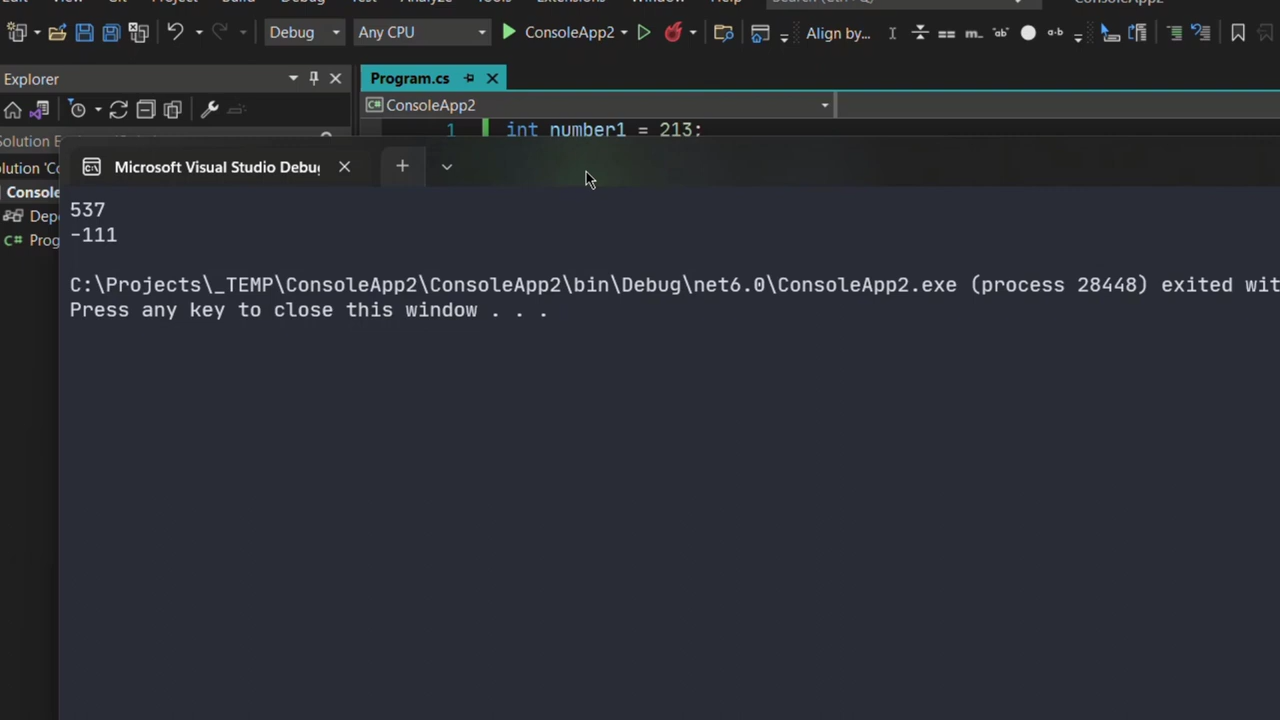 Debug
Any CPU
ConsoleApp2
Align by...
Explorer
Program.cs
ConsoleApp2
1 int number1 = 213;
Microsoft Visual Studio Debug
537
-111
C:\Projects\_TEMP\ConsoleApp2\ConsoleApp2\bin\Debug\net6.0\ConsoleApp2.exe (process 28448) exited wit
Press any key to close this window . . .
Console
Dep
C# Prog